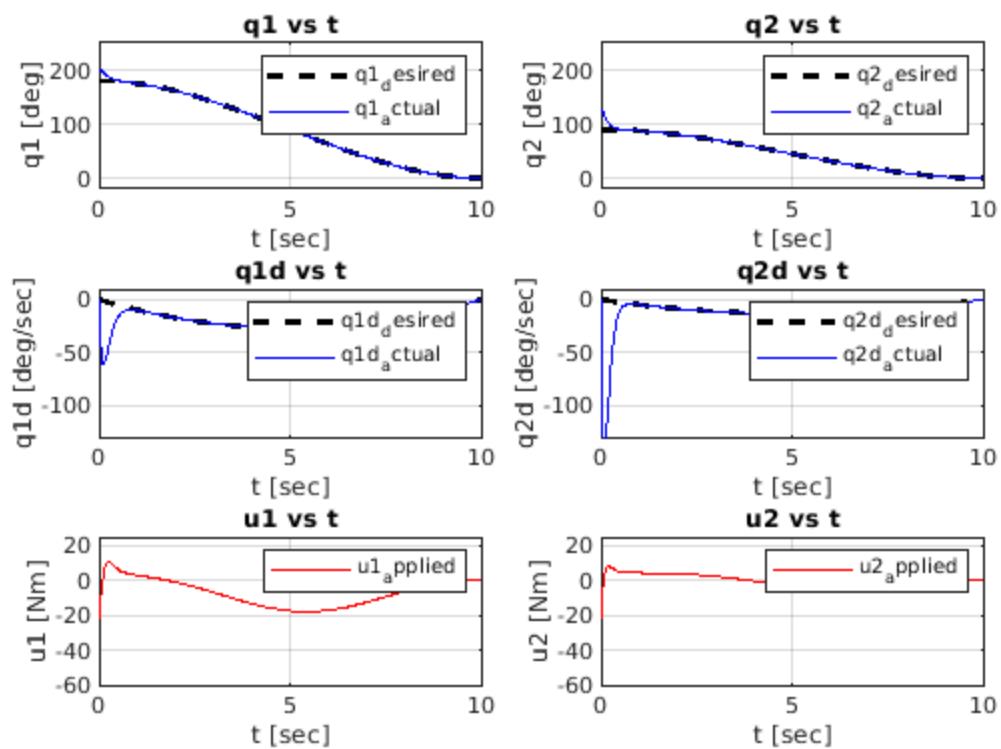 q1 vs t
q1 [deg]
200
100
0
q1_desired
q1_actual
0
5
10
t [sec]
q2 vs t
q2 [deg]
200
100
0
q2_desired
q2_actual
0
5
10
t [sec]
q1d vs t
q1d [deg/sec]
0
-50
-100
q1d_desired
q1d_actual
0
5
10
t [sec]
q2d vs t
q2d [deg/sec]
0
-50
-100
q2d_desired
q2d_actual
0
5
10
t [sec]
u1 vs t
u1 [Nm]
20
0
-20
-40
-60
u1_applied
0
5
10
t [sec]
u2 vs t
u2 [Nm]
20
0
-20
-40
-60
u2_applied
0
5
10
t [sec]